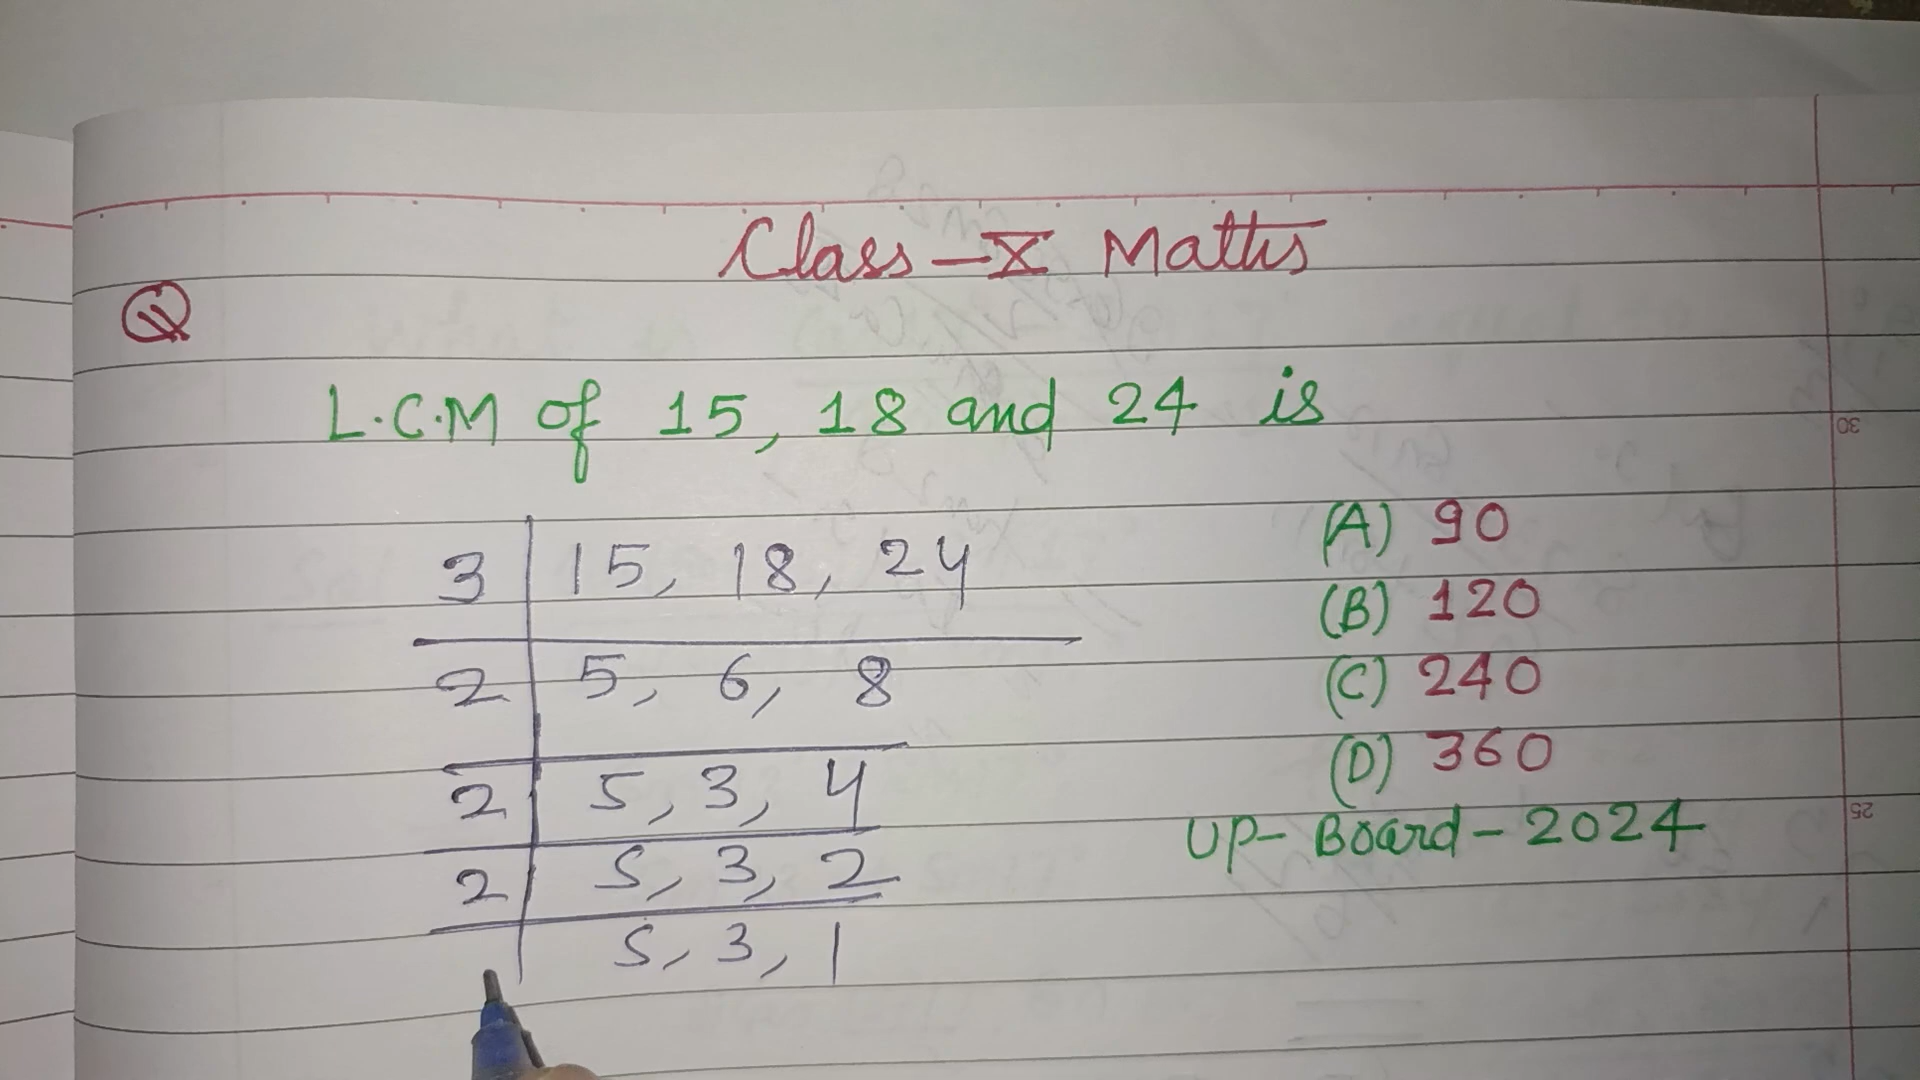 Class-X Maths
Q
L.C.M of 15, 18 and 24 is
3 | 15, 18, 24
2 | 5, 6, 8
2 | 5, 3, 4
2 | 5, 3, 2
5, 3, 1
(A) 90
(B) 120
(C) 240
(D) 360
UP-Board-2024
30
25